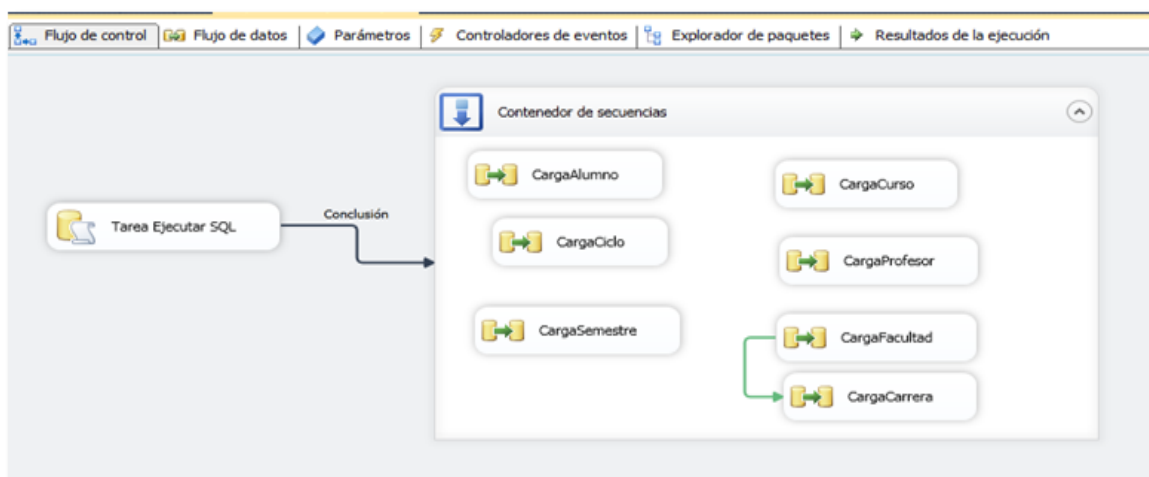 Flujo de control Flujo de datos Parámetros Controladores de eventos Explorador de paquetes Resultados de la ejecución
Contenedor de secuencias
Tarea Ejecutar SQL
Conclusión
CargaAlumno
CargaCiclo
CargaSemestre
CargaCurso
CargaProfesor
CargaFacultad
CargaCarrera